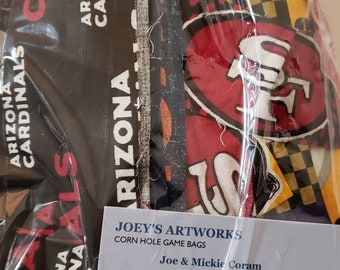 ARIZONA
CARDINALS
ARIZONA
CARDINALS
ARIZONA
SF
JOEY'S ARTWORKS
CORN HOLE GAME BAGS
Joe & Mickie Coram